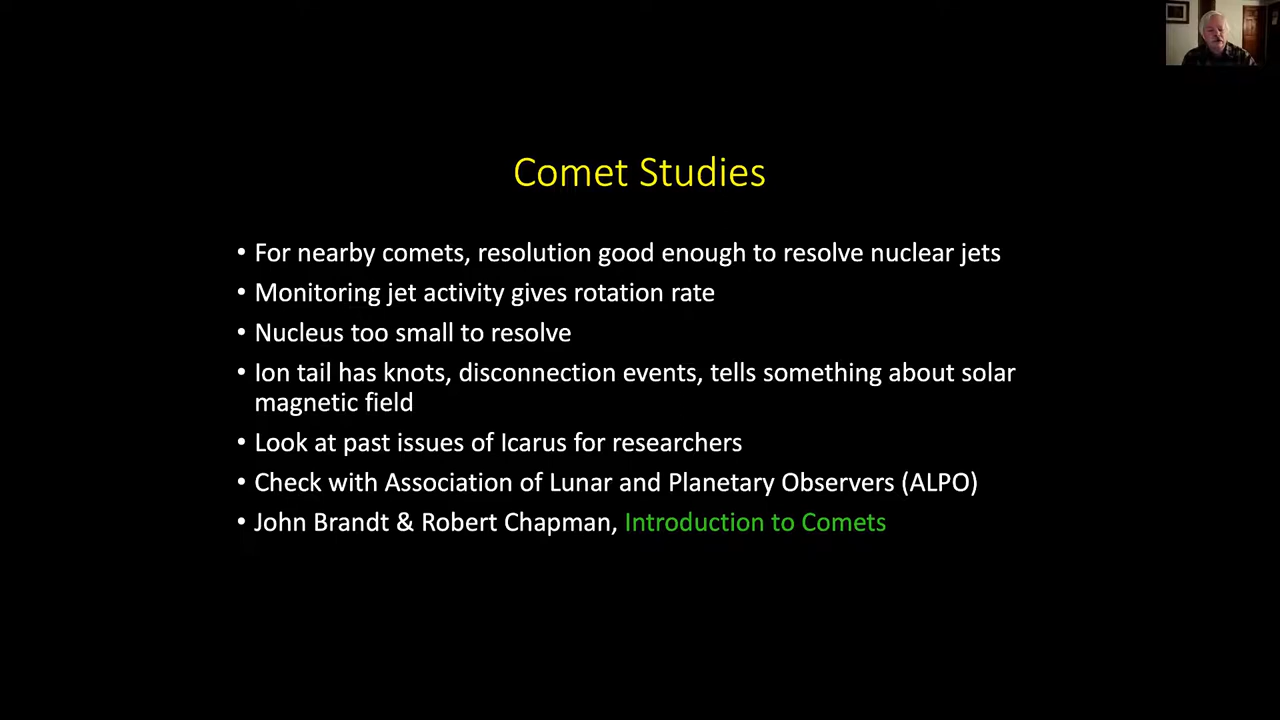 Comet Studies
• For nearby comets, resolution good enough to resolve nuclear jets
• Monitoring jet activity gives rotation rate
• Nucleus too small to resolve
• Ion tail has knots, disconnection events, tells something about solar
magnetic field
• Look at past issues of Icarus for researchers
• Check with Association of Lunar and Planetary Observers (ALPO)
• John Brandt & Robert Chapman, Introduction to Comets